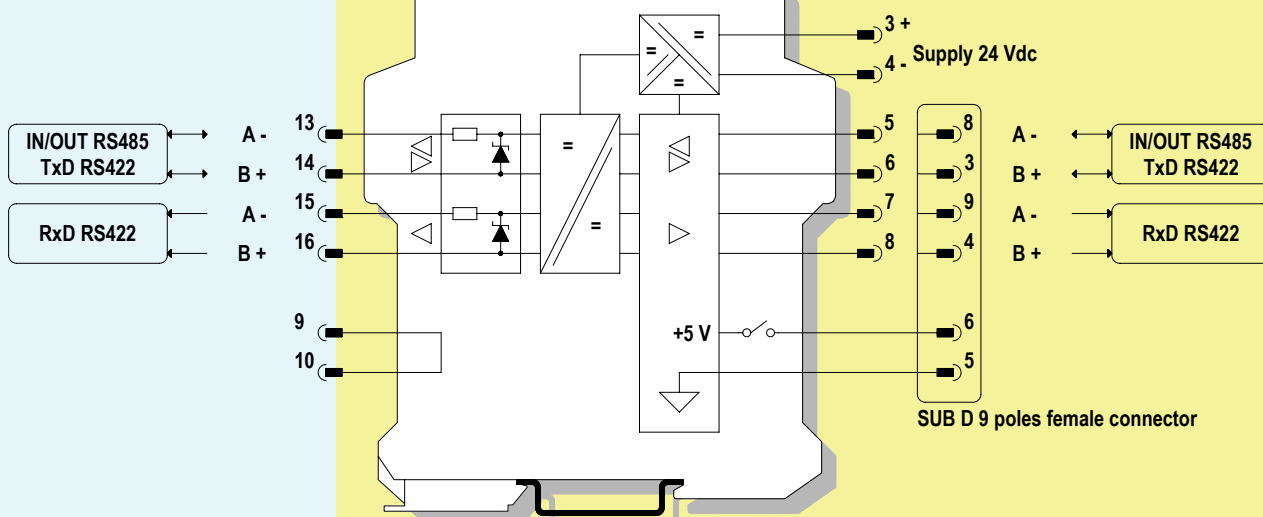 3 +
Supply 24 Vdc
4 -
=
=
=
IN/OUT RS485
TxD RS422
A -
13
B +
14
RxD RS422
A -
15
B +
16
9
10
=
=
+5 V
5
6
7
8
8
3
9
4
6
5
A -
B +
IN/OUT RS485
TxD RS422
A -
B +
RxD RS422
SUB D 9 poles female connector